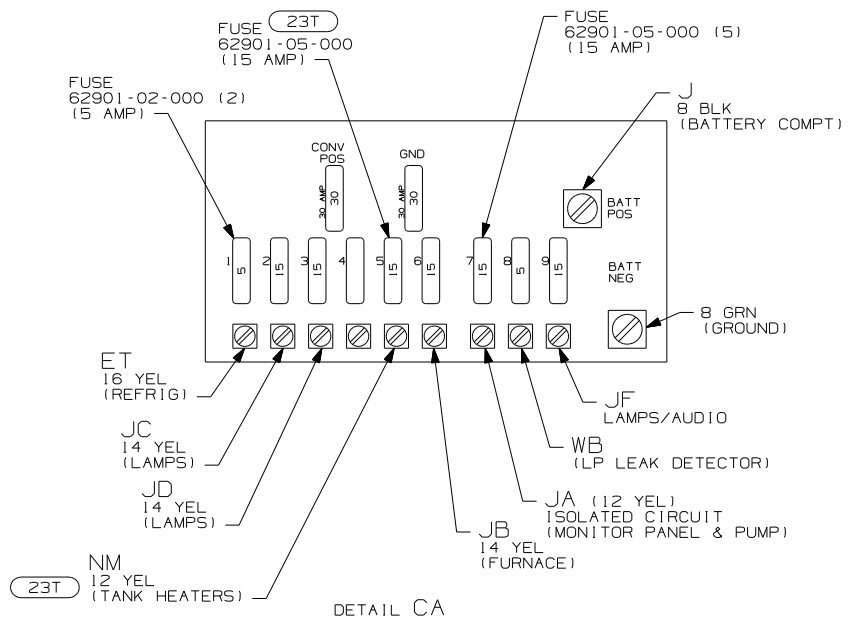 FUSE 23T
62901-05-000
(15 AMP)
FUSE
62901-05-000 (5)
(15 AMP)
FUSE
62901-02-000 (2)
(5 AMP)
J
8 BLK
(BATTERY COMPT)
CONV
POS
GND
30 AMP
30
30 AMP
30
BATT
POS
1
5
2
15
3
15
4
5
15
6
15
7
15
8
5
9
15
BATT
NEG
8 GRN
(GROUND)
ET
16 YEL
(REFRIG)
JC
14 YEL
(LAMPS)
JD
14 YEL
(LAMPS)
NM
23T
12 YEL
(TANK HEATERS)
JB
14 YEL
(FURNACE)
JA (12 YEL)
ISOLATED CIRCUIT
(MONITOR PANEL & PUMP)
WB
(LP LEAK DETECTOR)
JF
LAMPS/AUDIO
DETAIL CA